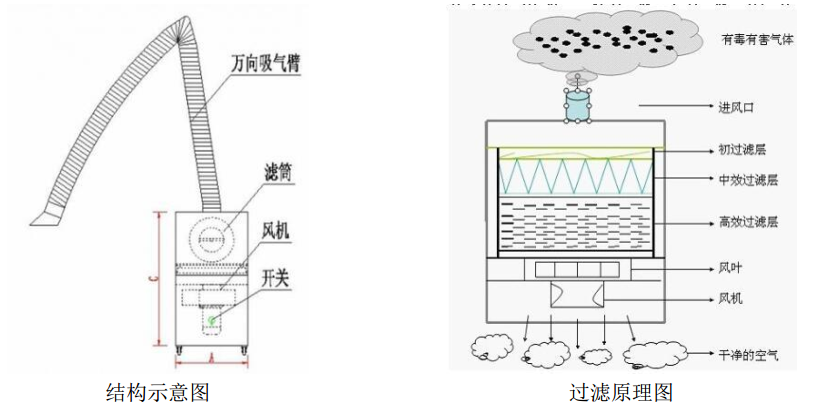 万向吸气臂
滤筒
风机
开关
C
A
结构示意图
有毒有害气体
进风口
初过滤层
中效过滤层
高效过滤层
风叶
风机
干净的空气
过滤原理图